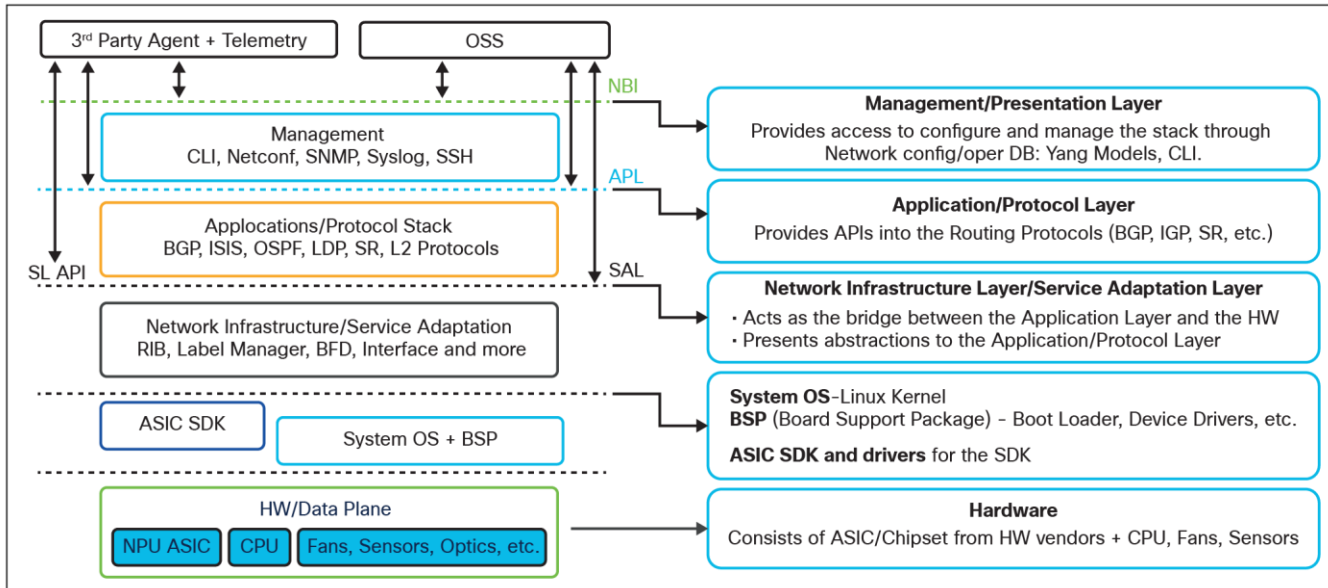 3rd Party Agent + Telemetry
OSS
NBI
Management
CLI, Netconf, SNMP, Syslog, SSH
Management/Presentation Layer
Provides access to configure and manage the stack through
Network config/oper DB: Yang Models, CLI.
APL
Applocations/Protocol Stack
BGP, ISIS, OSPF, LDP, SR, L2 Protocols
Application/Protocol Layer
Provides APIs into the Routing Protocols (BGP, IGP, SR, etc.)
SL API
SAL
Network Infrastructure/Service Adaptation
RIB, Label Manager, BFD, Interface and more
Network Infrastructure Layer/Service Adaptation Layer
· Acts as the bridge between the Application Layer and the HW
· Presents abstractions to the Application/Protocol Layer
ASIC SDK
System OS + BSP
System OS-Linux Kernel
BSP (Board Support Package) - Boot Loader, Device Drivers, etc.
ASIC SDK and drivers for the SDK
HW/Data Plane
NPU ASIC
CPU
Fans, Sensors, Optics, etc.
Hardware
Consists of ASIC/Chipset from HW vendors + CPU, Fans, Sensors